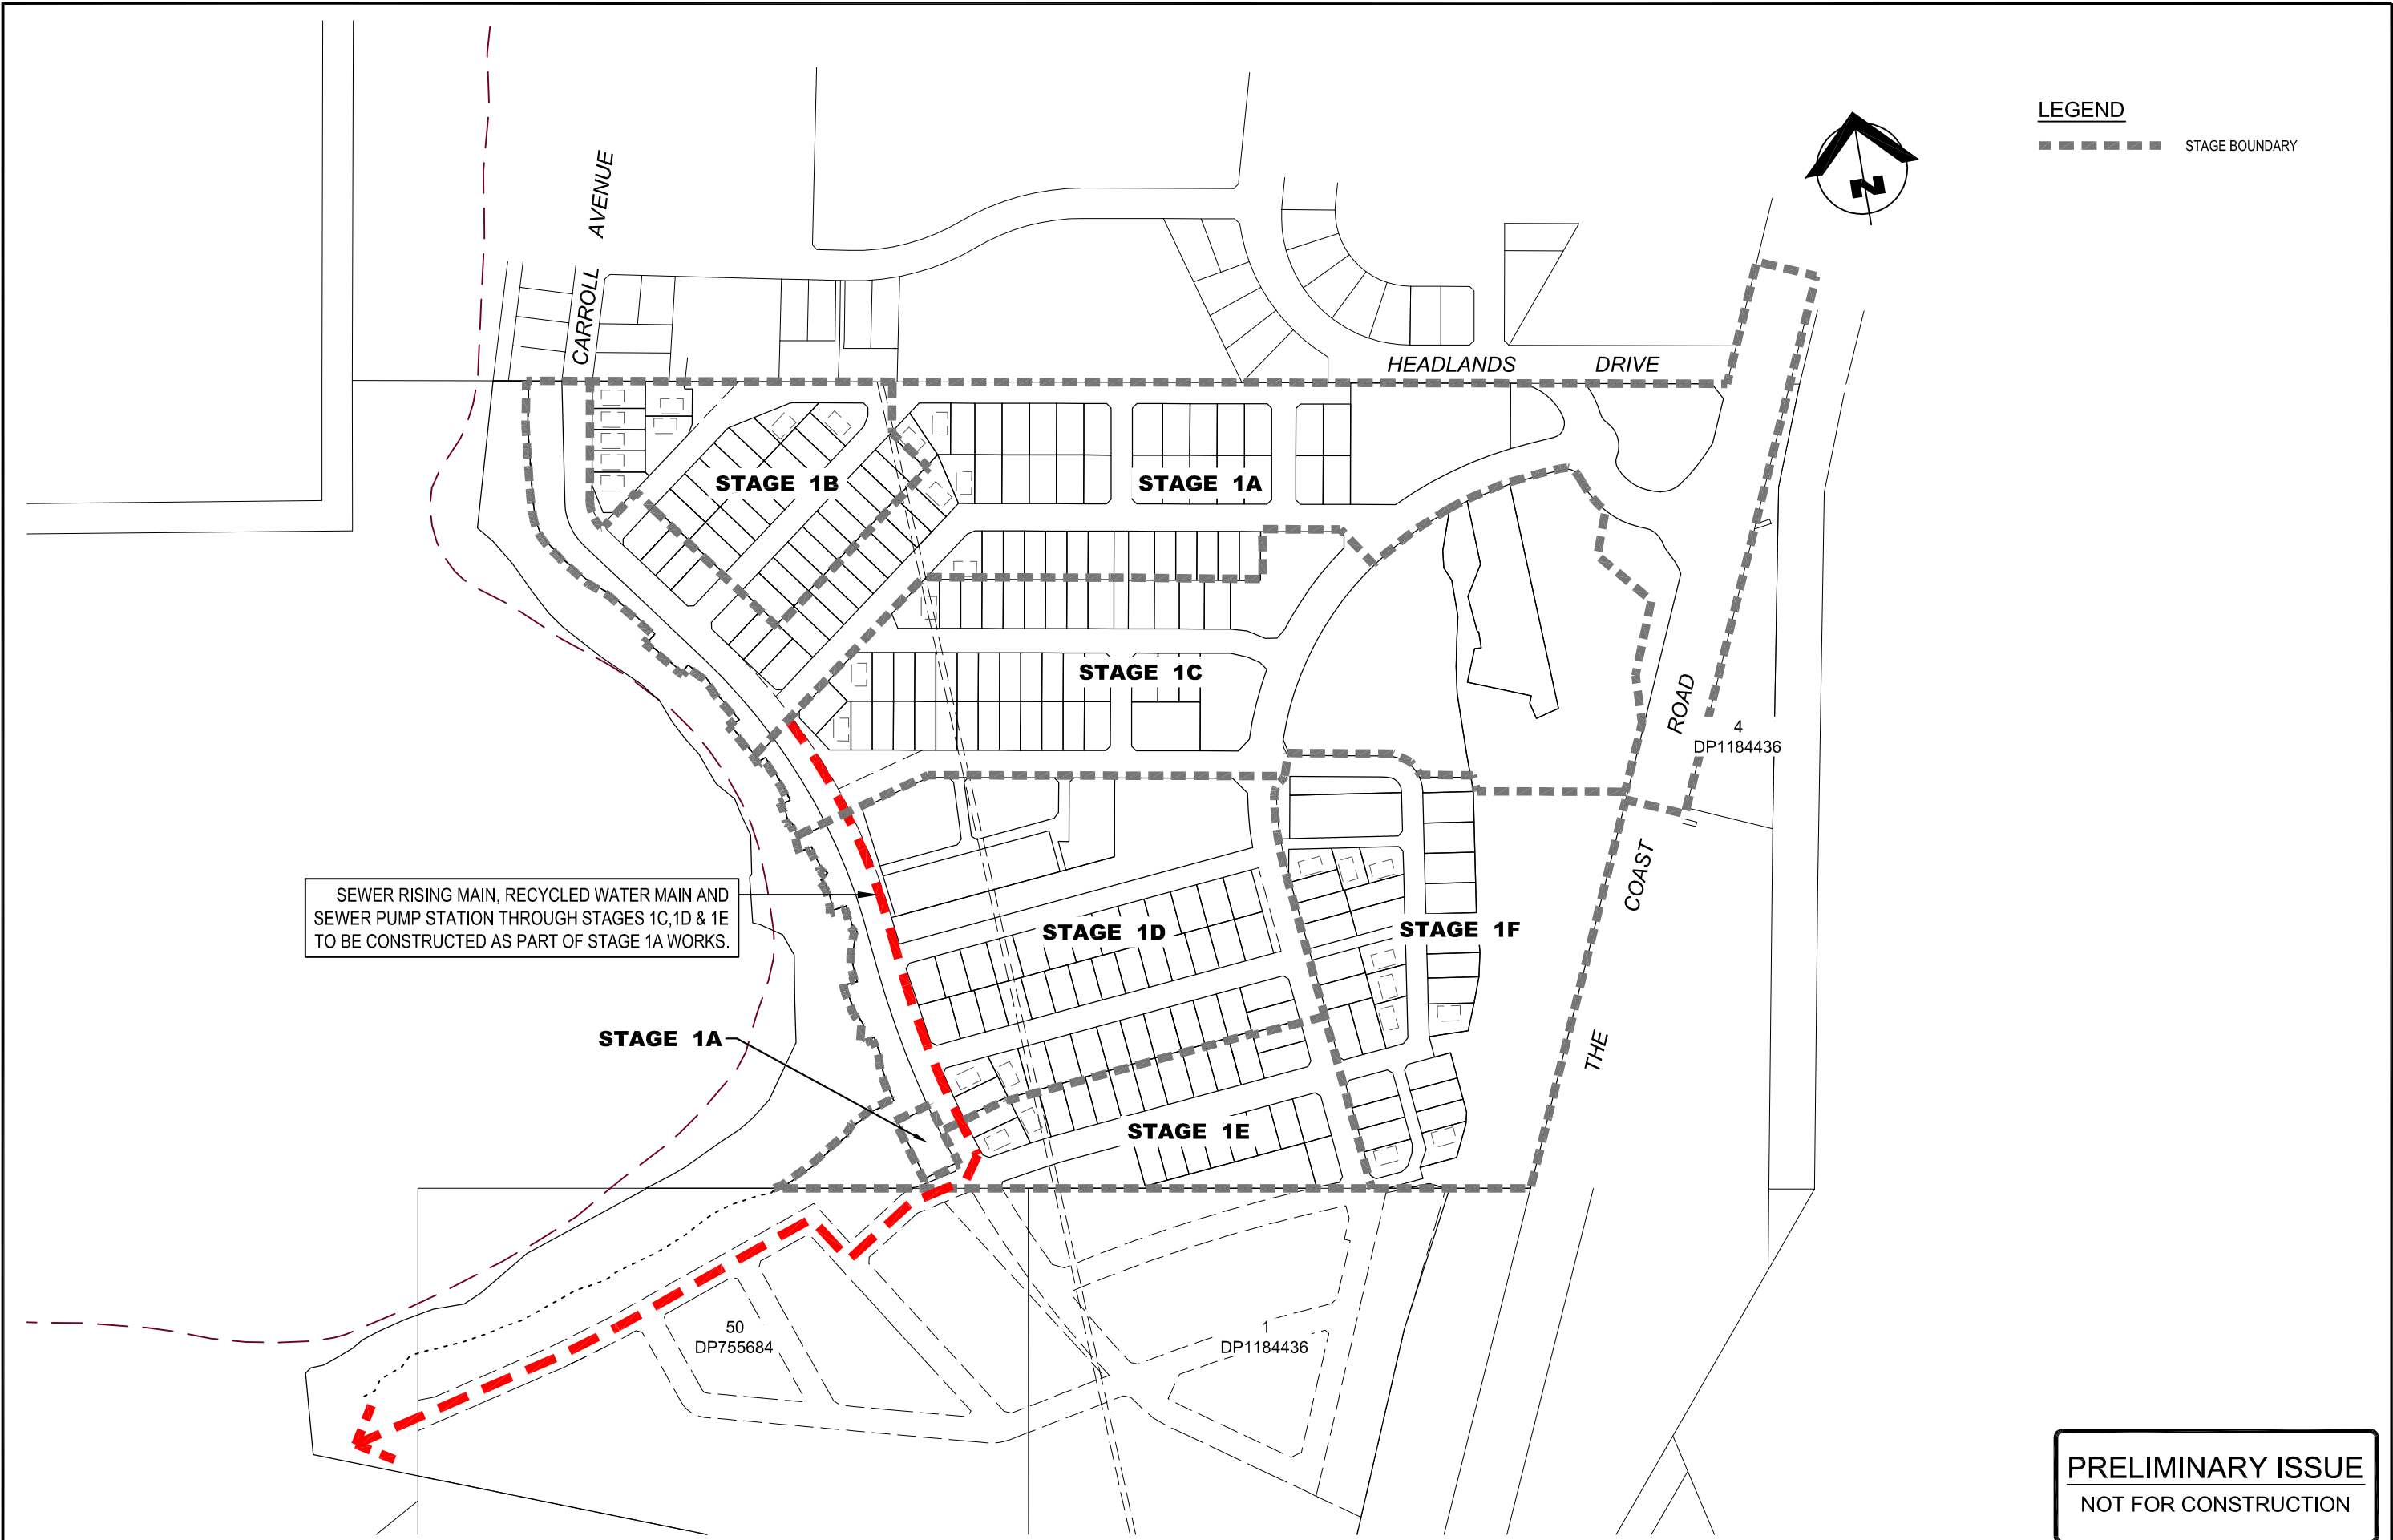 LEGEND
STAGE BOUNDARY
N
CARROLL AVENUE
HEADLANDS DRIVE
STAGE 1B
STAGE 1A
STAGE 1C
4
DP1184436
THE COAST ROAD
SEWER RISING MAIN, RECYCLED WATER MAIN AND
SEWER PUMP STATION THROUGH STAGES 1C,1D & 1E
TO BE CONSTRUCTED AS PART OF STAGE 1A WORKS.
STAGE 1D
STAGE 1F
STAGE 1A
STAGE 1E
50
DP755684
1
DP1184436
PRELIMINARY ISSUE
NOT FOR CONSTRUCTION